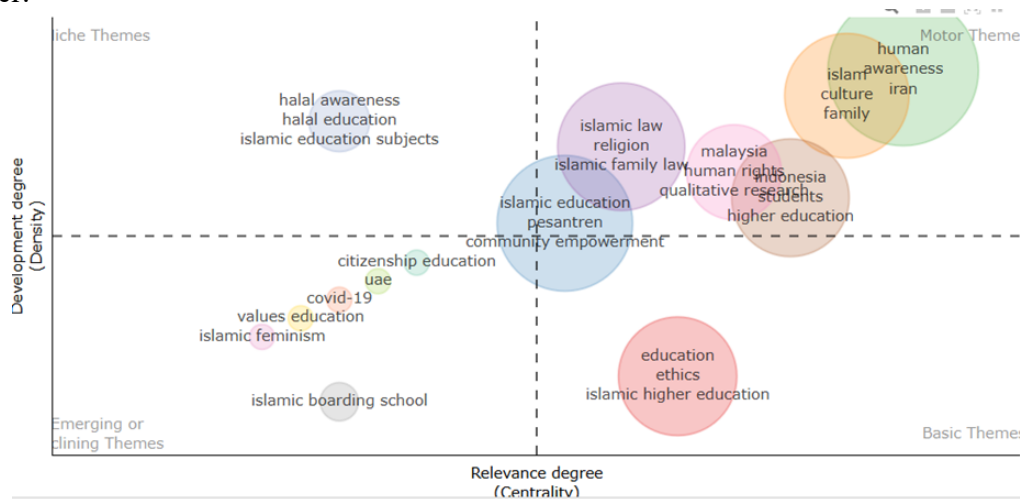 er.
liche Themes
Motor Theme
human
awareness
iran
islam
culture
family
halal awareness
halal education
islamic education subjects
islamic law
religion
islamic family law
malaysia
human rights
qualitative research
indonesia
students
higher education
islamic education
pesantren
community empowerment
citizenship education
uae
covid-19
values education
islamic feminism
islamic boarding school
education
ethics
islamic higher education
Emerging or
clining Themes
Basic Themes
Development degree
(Density)
Relevance degree
(Centrality)